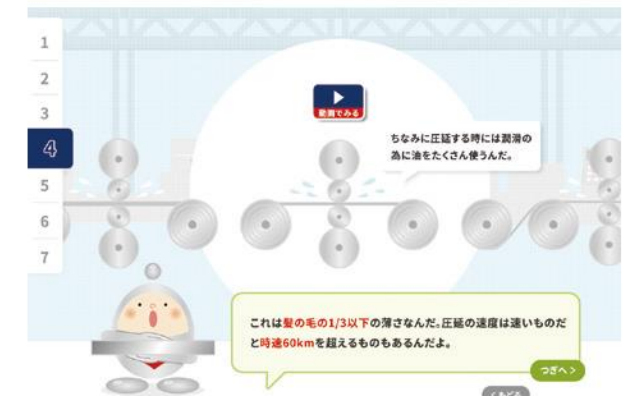 1
2
3
4
5
6
7
動画でみる
ちなみに圧延する時には潤滑の
為に油をたくさん使うんだ。
これは髪の毛の1/3以下の薄さなんだ。圧延の速度は速いものだ
と時速60kmを超えるものもあるんだよ。
つぎへ >